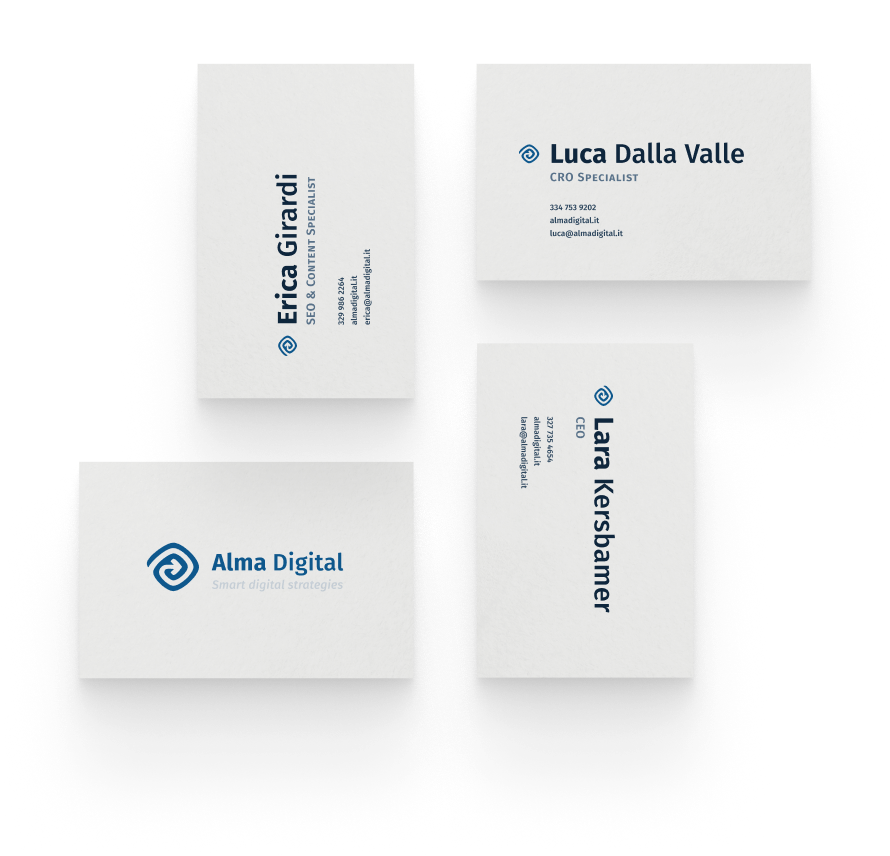 Erica Girardi
SEO & Content Specialist
329 986 2264
almadigital.it
erica@almadigital.it
Luca Dalla Valle
CRO Specialist
334 753 9202
almadigital.it
luca@almadigital.it
Alma Digital
Smart digital strategies
Lara Kersbamer
CEO
327 735 4654
almadigital.it
lara@almadigital.it